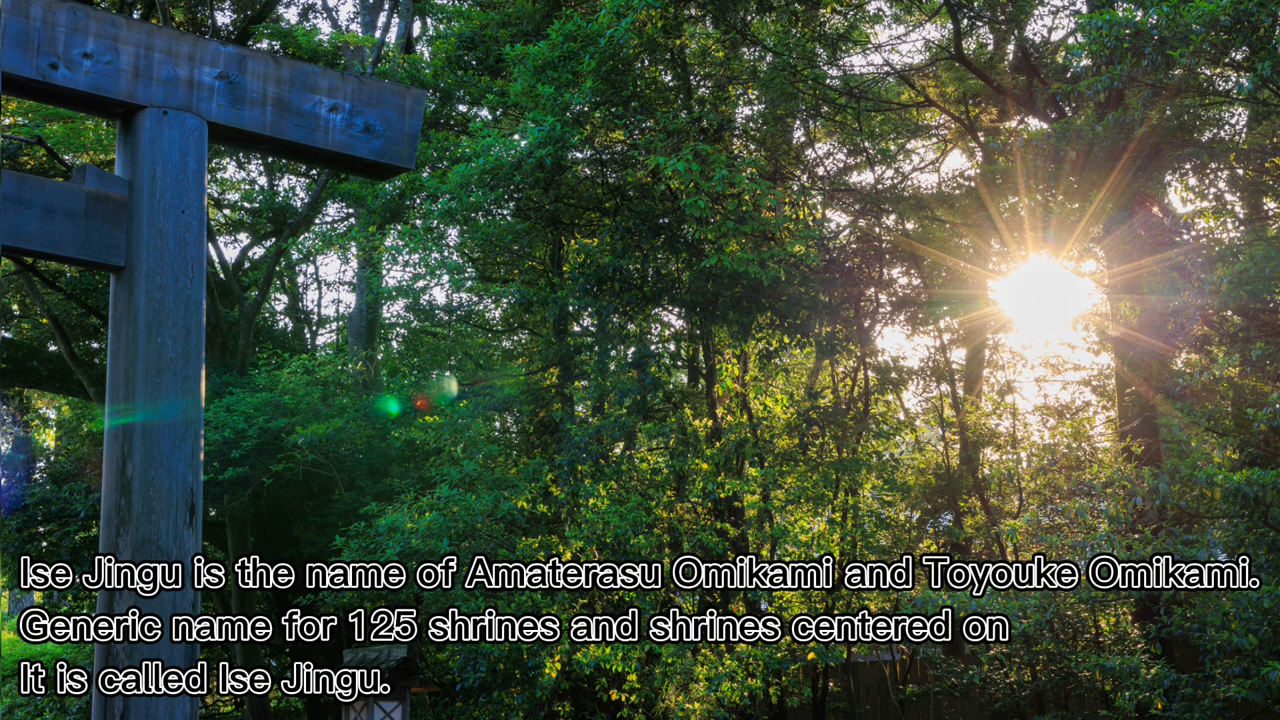 Ise Jingu is the name of Amaterasu Omikami and Toyouke Omikami.
Generic name for 125 shrines and shrines centered on
It is called Ise Jingu.